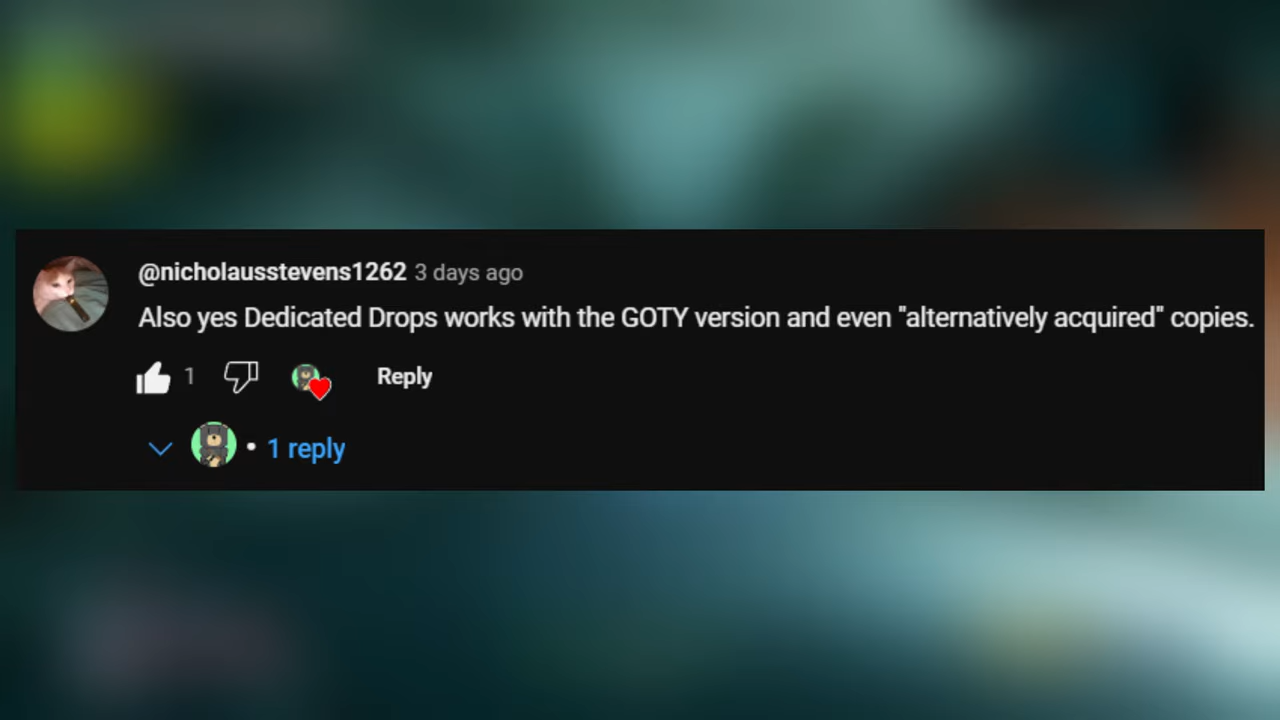 @nicholausstevens1262 3 days ago
Also yes Dedicated Drops works with the GOTY version and even "alternatively acquired" copies.
1 Reply
• 1 reply